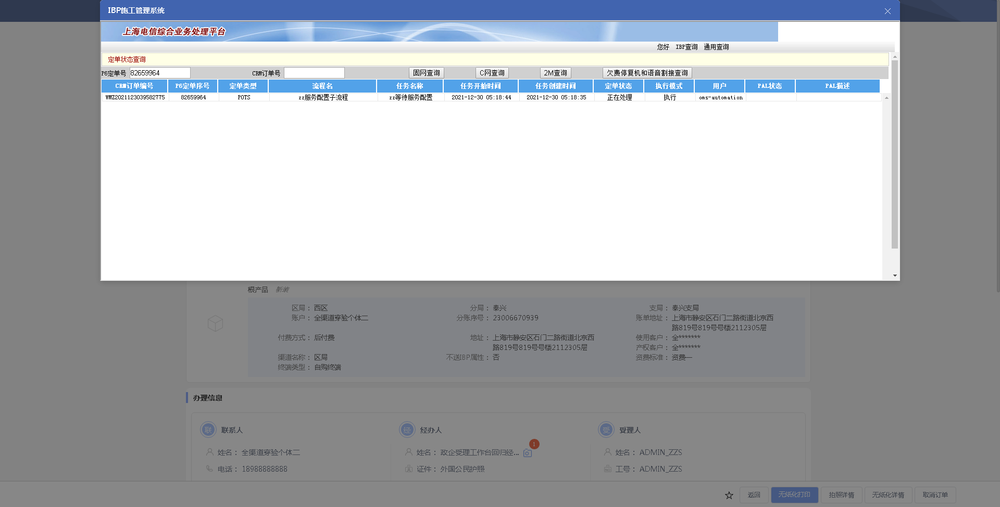 IBP施工管理系统
上海电信综合业务处理平台
您好 IBP查询 通用查询
定单状态查询
P6定单号 82659964 CRM订单号 固网查询 C网查询 2M查询 欠费停复机和语音割接查询
CRM订单编号 P6定单序号 定单类型 流程名 任务名称 任务开始时间 任务创建时间 定单状态 执行模式 用户 PAL状态 PAL描述
WMZ2021123039582775 82659964 POTS zz服务配置子流程 zz等待服务配置 2021-12-30 05:18:44 2021-12-30 05:18:35 正在处理 执行 oms-automation
根产品 新装
区局： 西区 分局： 泰兴 支局： 泰兴支局
账户： 全渠道穿验个体二 分账序号： 23006670939 账单地址： 上海市静安区石门二路街道北京西
路819号819号号楼2112305层
付费方式： 后付费 地址： 上海市静安区石门二路街道北京西 使用客户： 全*******
路819号819号号楼2112305层 产权客户： 全*******
渠道名称： 区局 不送IBP属性： 否 资费标准： 资费一
终端类型： 自购终端
办理信息
联 联系人 经 经办人 受 受理人
姓名： 全渠道穿验个体二 姓名： 政企受理工作台回归经... 1 姓名： ADMIN_ZZS
电话： 18988888888 证件： 外国公民护照 NO 工号： ADMIN_ZZS
返回 无纸化打印 拍照详情 无纸化详情 取消订单